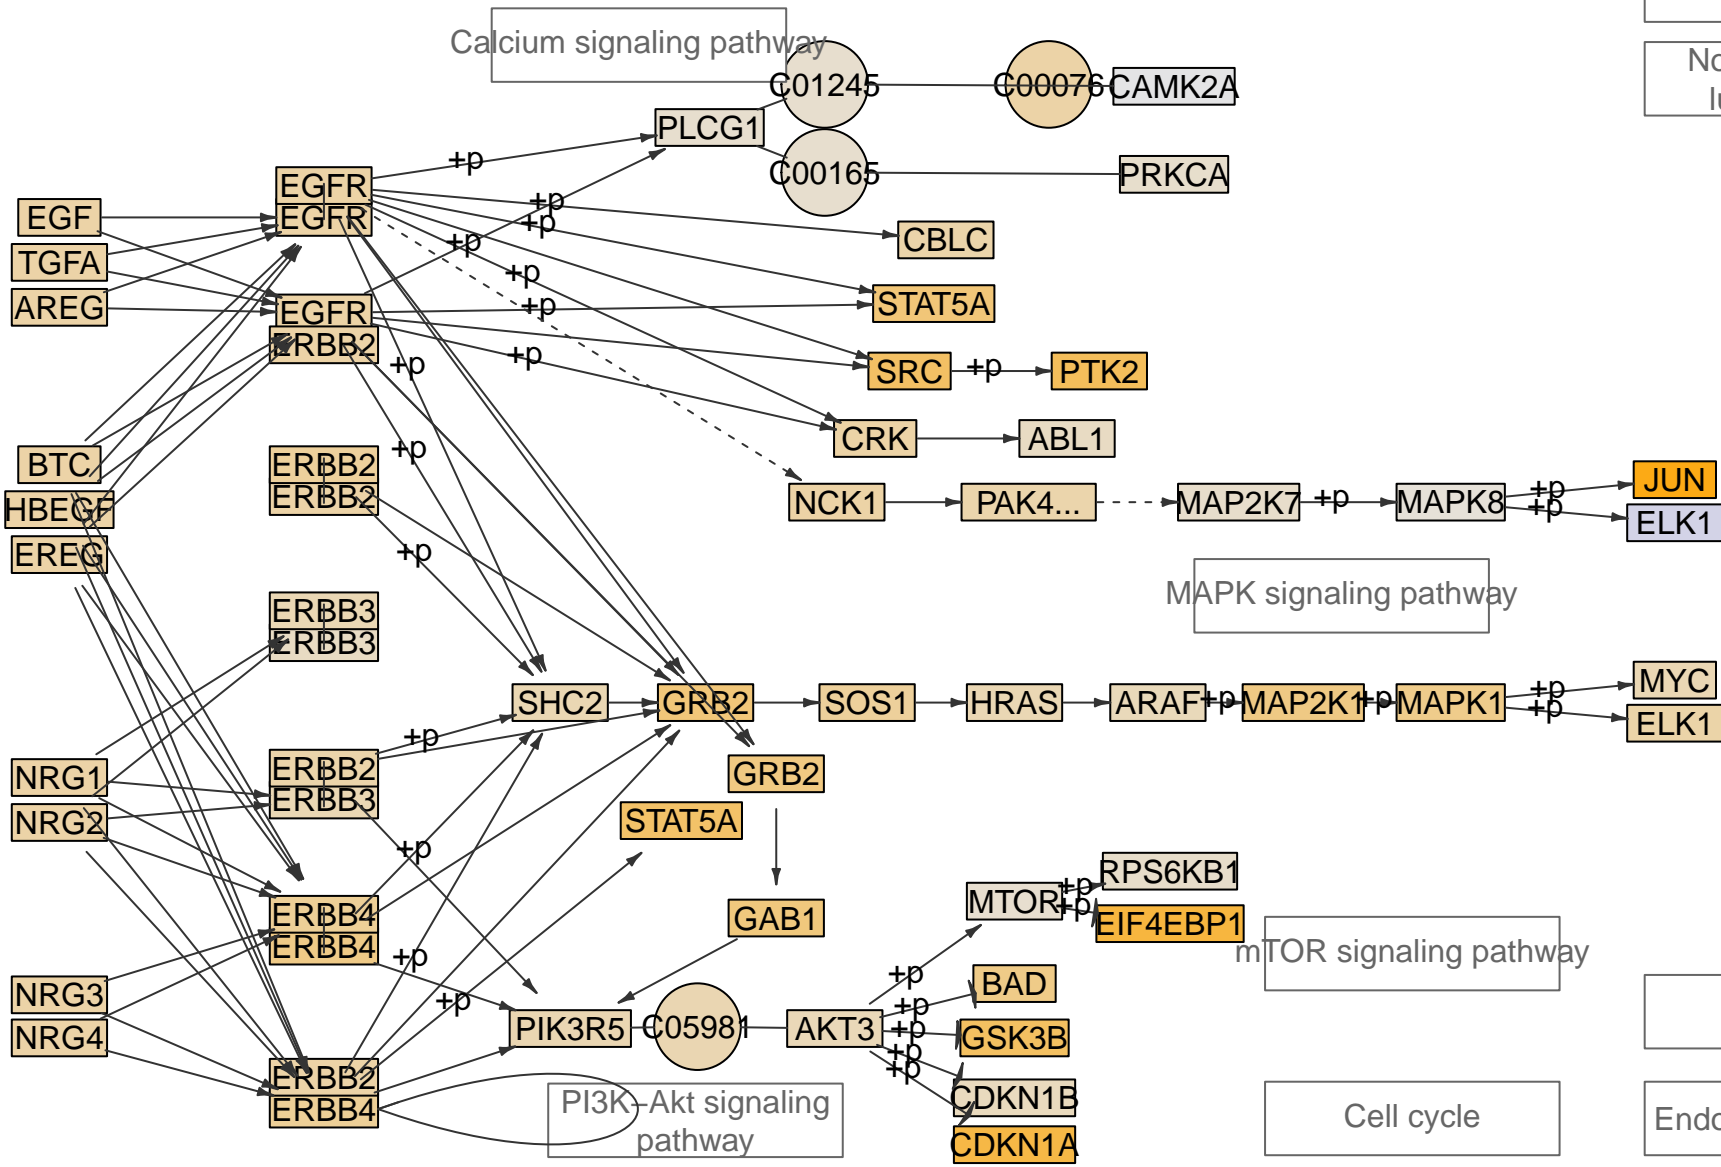 Calcium signaling pathway
C01245
C00076
CAMK2A
PLCG1
C00165
PRKCA
+p
EGFR
EGFR
EGF
TGFA
AREG
+p
+p
+p
CBLC
+p
STAT5A
EGFR
ERBB2
+p
+p
+p
SRC
+p
PTK2
CRK
ABL1
BTC
HBEGF
EREG
ERBB2
ERBB2
+p
+p
NCK1
PAK4...
MAP2K7
+p
MAPK8
+p
+p
JUN
ELK1
MAPK signaling pathway
ERBB3
ERBB3
SHC2
GRB2
SOS1
HRAS
ARAF
+p
MAP2K1
+p
MAPK1
+p
+p
MYC
ELK1
NRG1
NRG2
ERBB2
ERBB3
+p
GRB2
STAT5A
+p
MTOR
+p
+p
RPS6KB1
EIF4EBP1
mTOR signaling pathway
ERBB4
ERBB4
GAB1
+p
+p
+p
BAD
NRG3
NRG4
PIK3R5
C05981
AKT3
+p
+p
+p
+p
GSK3B
ERBB2
ERBB4
PI3K–Akt signaling
pathway
CDKN1B
CDKN1A
Cell cycle